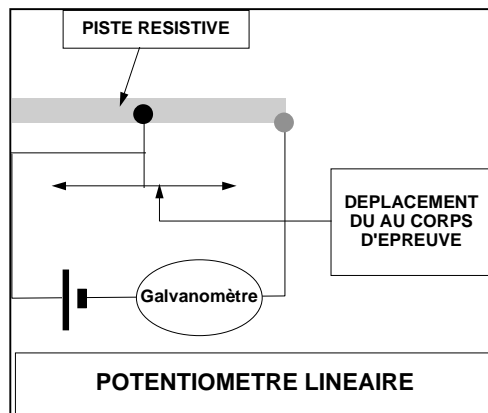 PISTE RESISTIVE
DEPLACEMENT
DU AU CORPS
D'EPREUVE
Galvanomètre
POTENTIOMETRE LINEAIRE